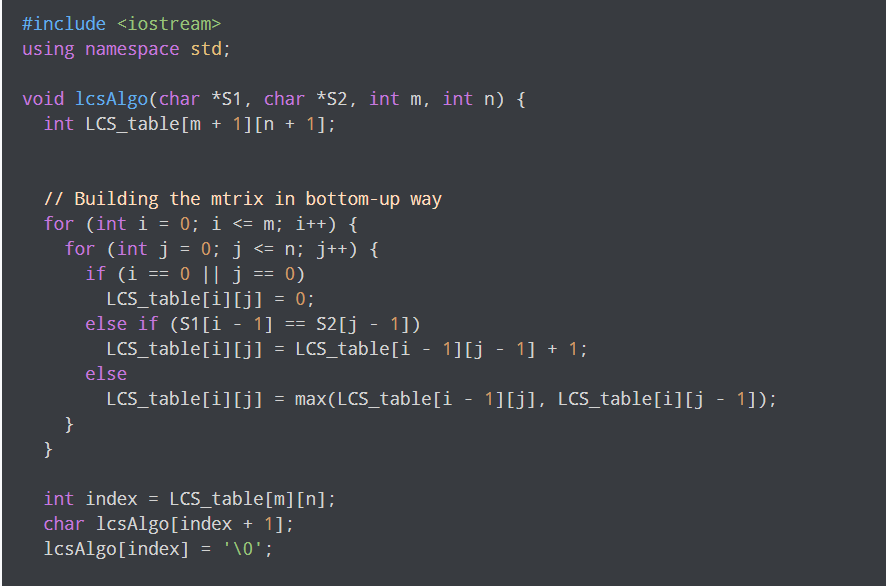 #include <iostream>
using namespace std;
void lcsAlgo(char *S1, char *S2, int m, int n) {
int LCS_table[m + 1][n + 1];
// Building the mtrix in bottom-up way
for (int i = 0; i <= m; i++) {
for (int j = 0; j <= n; j++) {
if (i == 0 || j == 0)
LCS_table[i][j] = 0;
else if (S1[i - 1] == S2[j - 1])
LCS_table[i][j] = LCS_table[i - 1][j - 1] + 1;
else
LCS_table[i][j] = max(LCS_table[i - 1][j], LCS_table[i][j - 1]);
}
}
int index = LCS_table[m][n];
char lcsAlgo[index + 1];
lcsAlgo[index] = '\0';